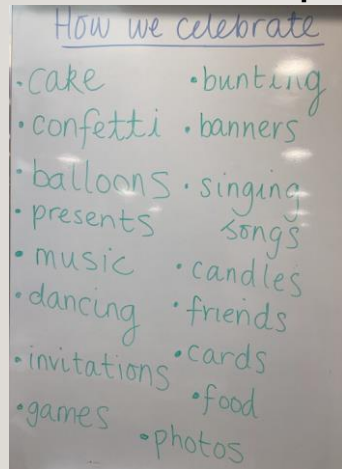 How we celebrate
• cake
• confetti
• balloons
• presents
• music
• dancing
• invitations
• games
• bunting
• banners
• singing
songs
• candles
• friends
• cards
• food
• photos